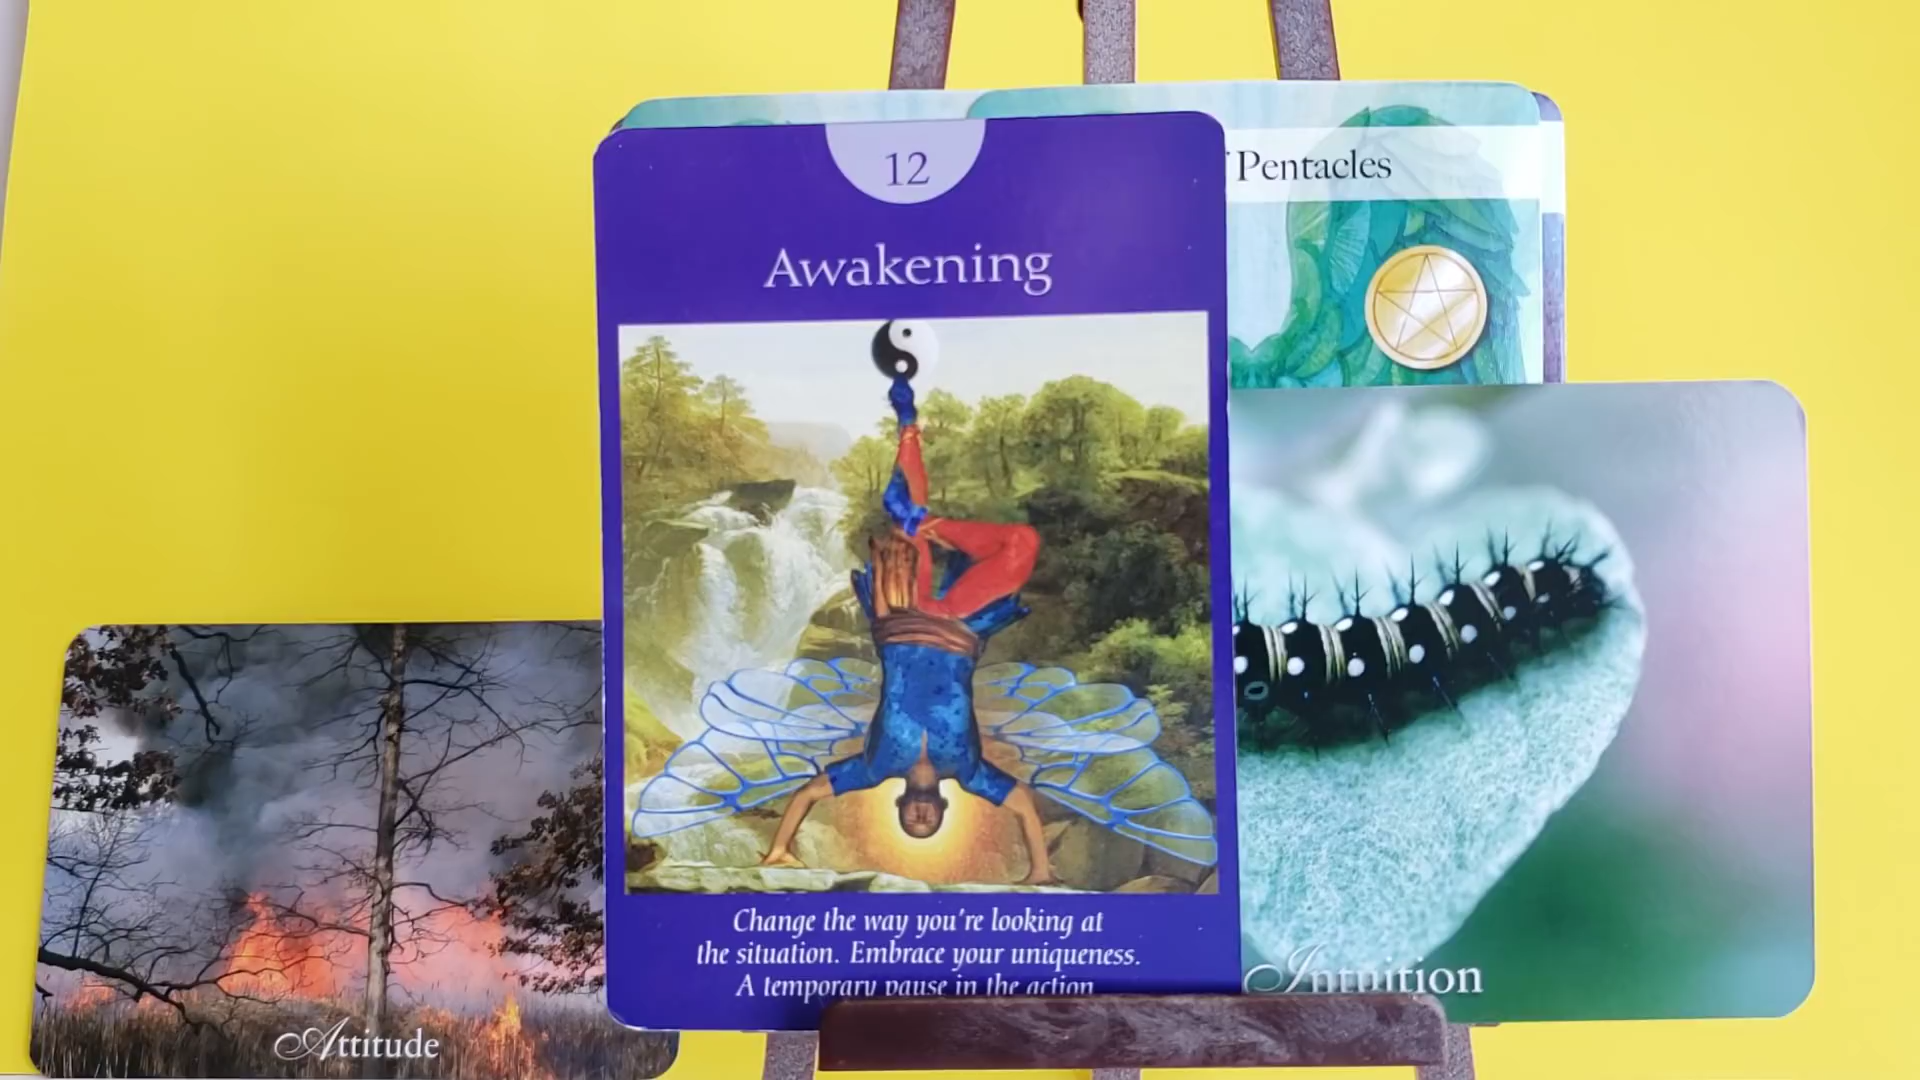 12
Awakening
Pentacles
Change the way you're looking at
the situation. Embrace your uniqueness.
A temporary pause in the action
Intuition
Attitude